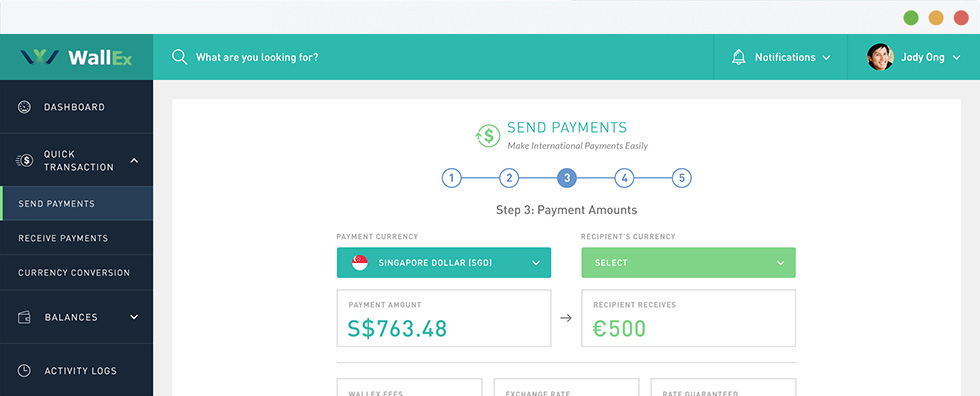 WallEx
What are you looking for?
Notifications
Jody Ong
DASHBOARD
QUICK
TRANSACTION
SEND PAYMENTS
RECEIVE PAYMENTS
CURRENCY CONVERSION
BALANCES
ACTIVITY LOGS
$ SEND PAYMENTS
Make International Payments Easily
1 2 3 4 5
Step 3: Payment Amounts
PAYMENT CURRENCY
RECIPIENT'S CURRENCY
SINGAPORE DOLLAR (SGD)
SELECT
PAYMENT AMOUNT
S$763.48
RECIPIENT RECEIVES
€500
WALLEX FEES
EXCHANGE RATE
RATE GUARANTEED